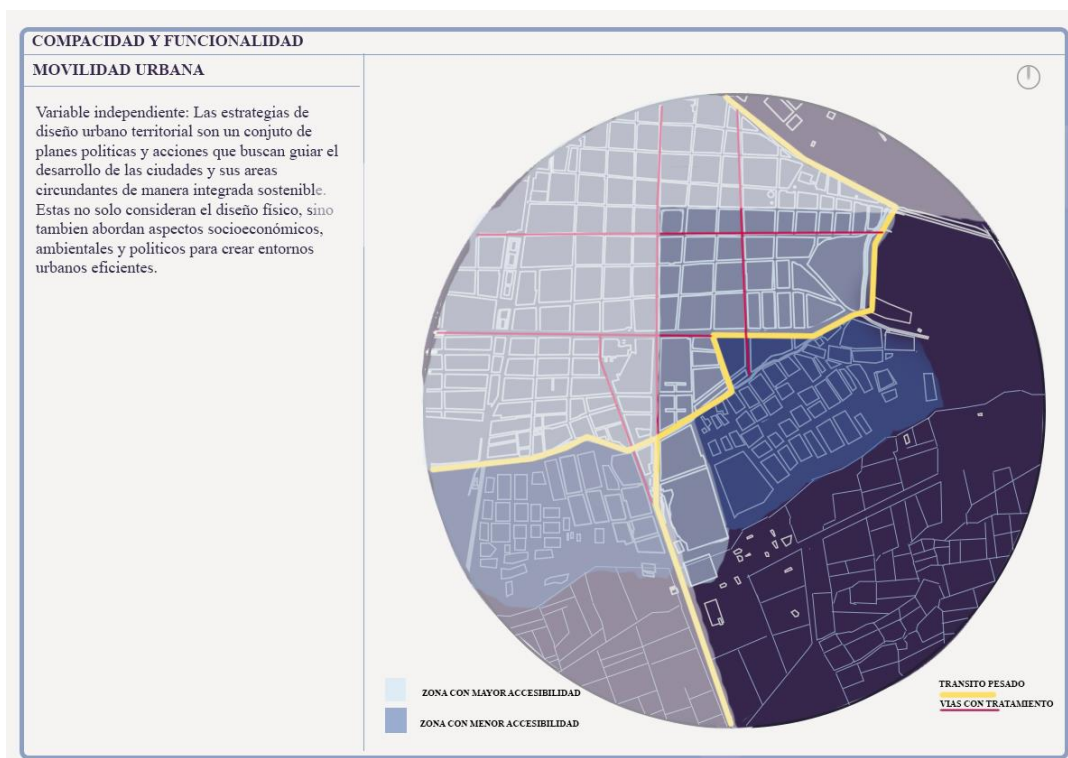 COMPACIDAD Y FUNCIONALIDAD
MOVILIDAD URBANA
Variable independiente: Las estrategias de
diseño urbano territorial son un conjunto de
planes politicas y acciones que buscan guiar el
desarrollo de las ciudades y sus areas
circundantes de manera integrada sostenible.
Estas no solo consideran el diseño físico, sino
tambien abordan aspectos socioeconómicos,
ambientales y politicos para crear entornos
urbanos eficientes.
ZONA CON MAYOR ACCESIBILIDAD
ZONA CON MENOR ACCESIBILIDAD
TRANSITO PESADO
VIAS CON TRATAMIENTO